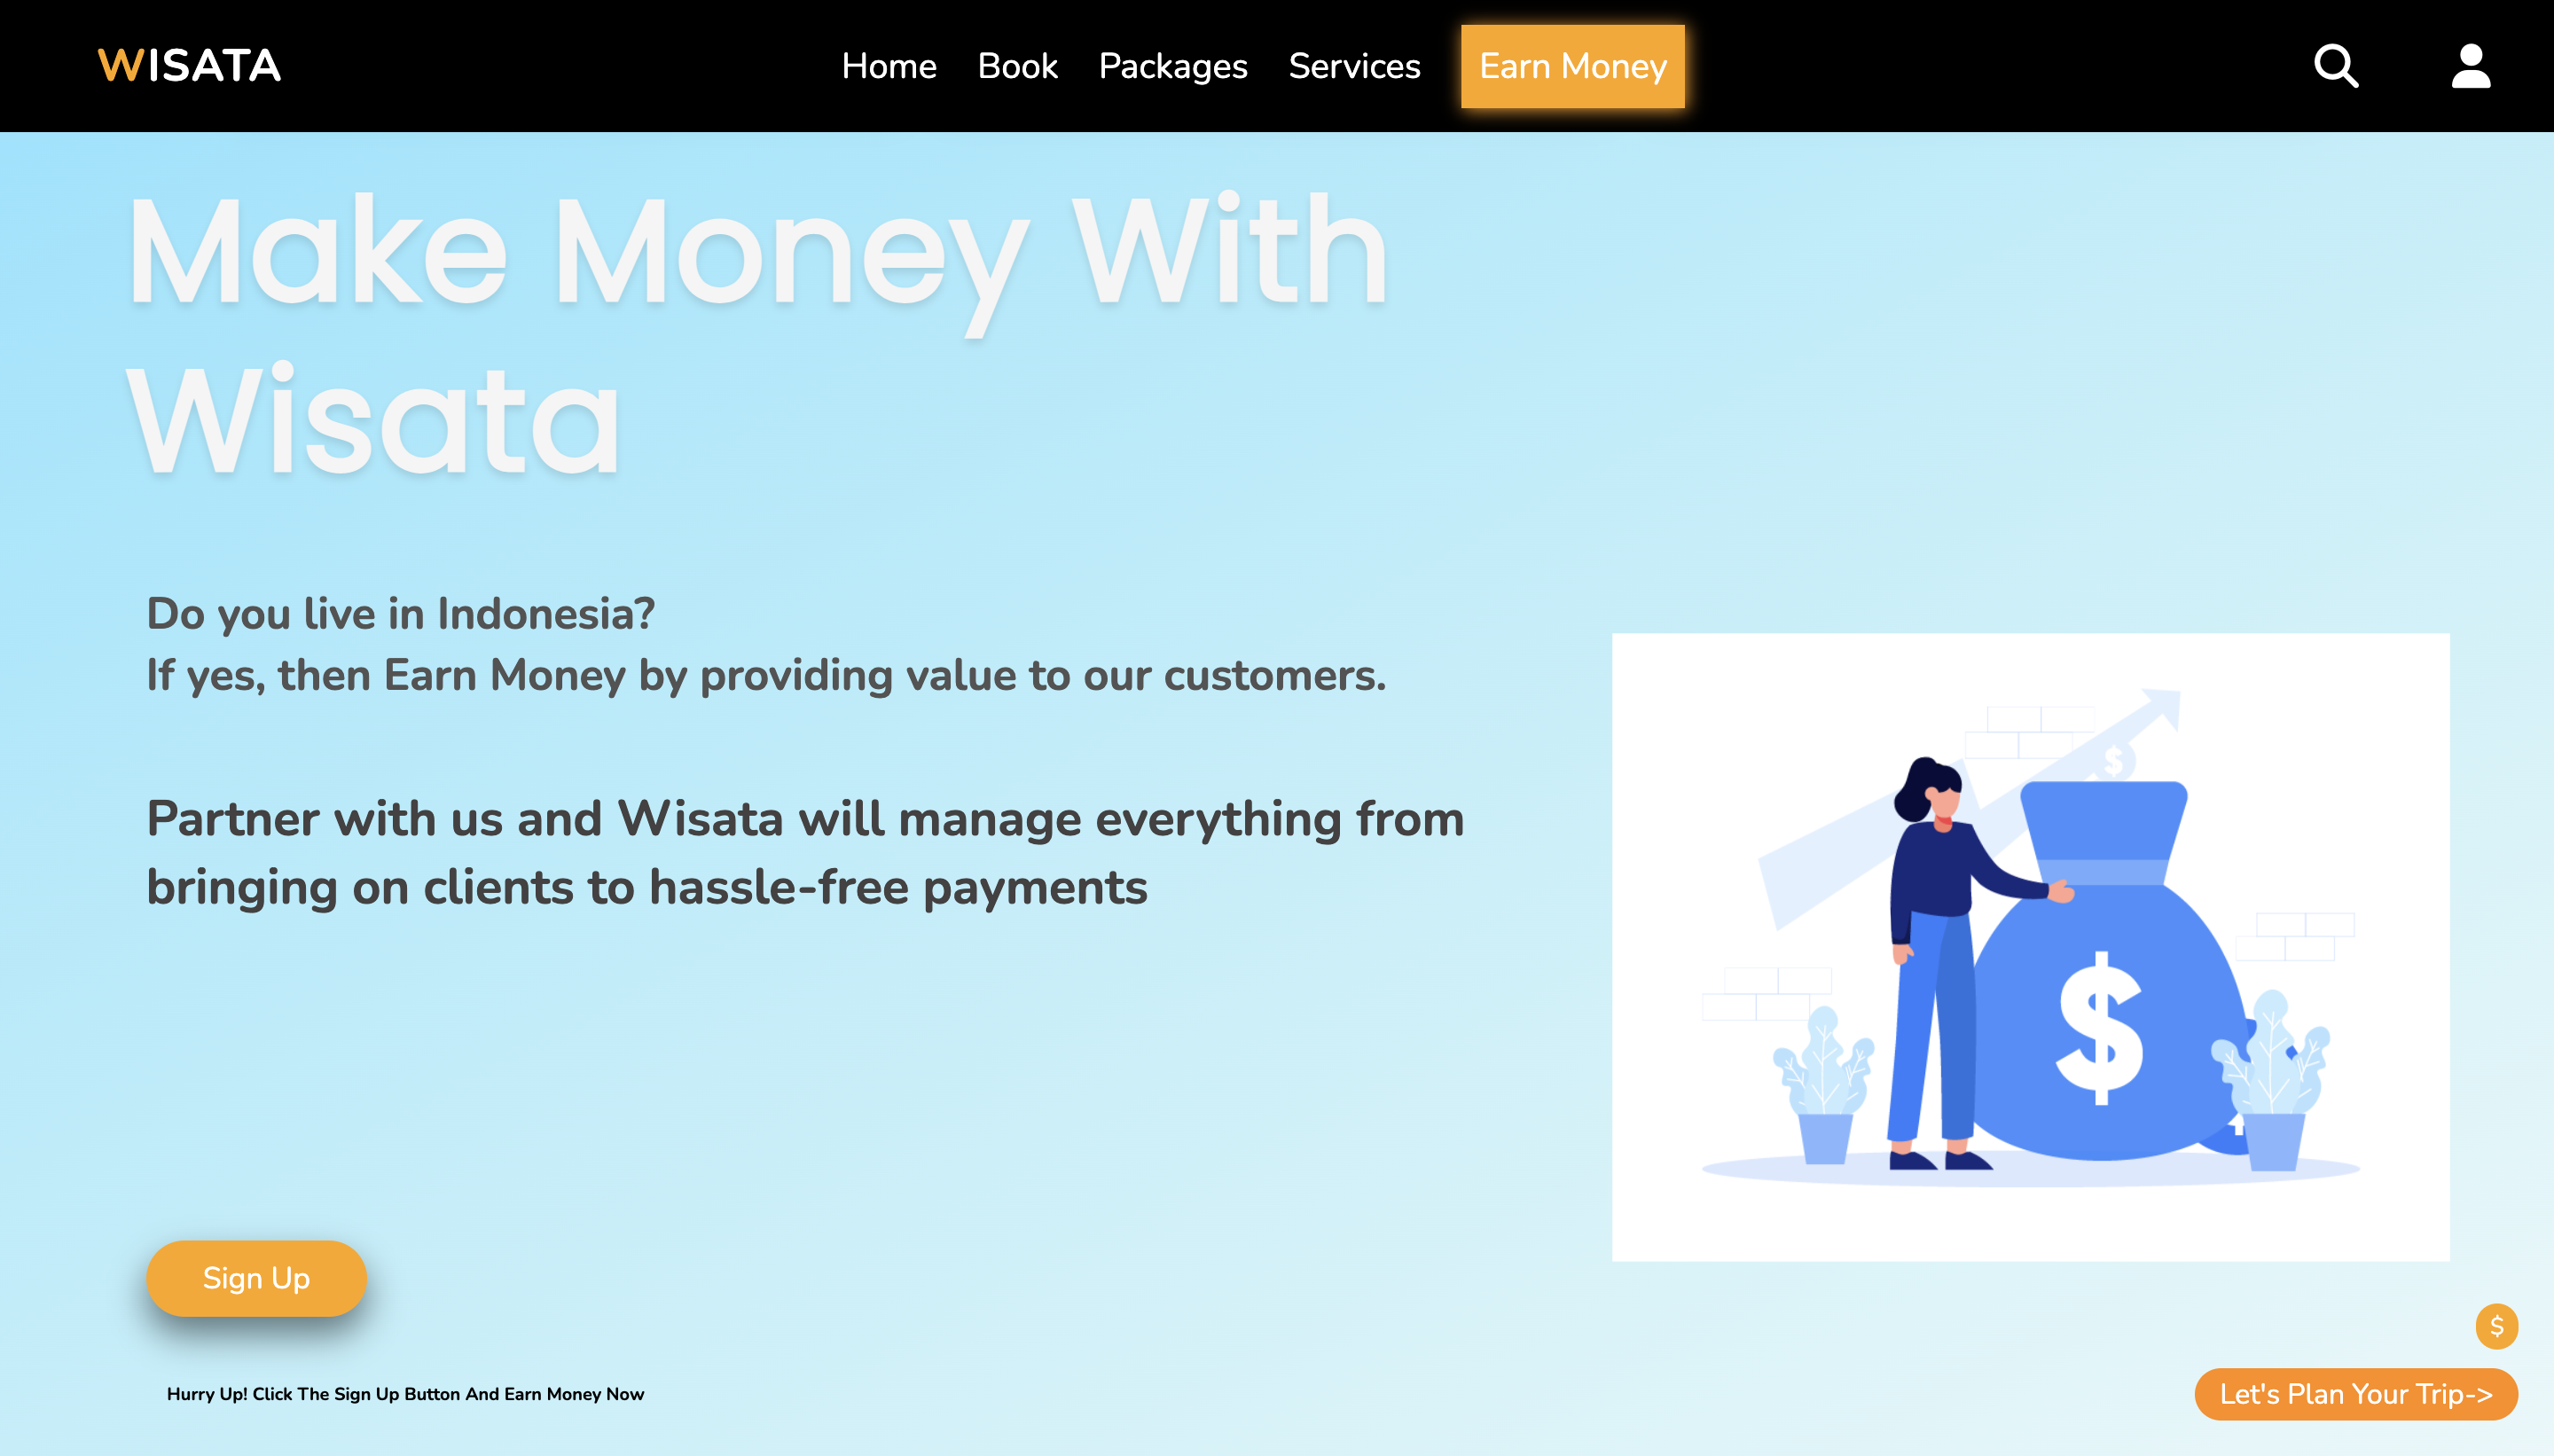 WISATA
Home Book Packages Services Earn Money
Make Money With
Wisata
Do you live in Indonesia?
If yes, then Earn Money by providing value to our customers.
Partner with us and Wisata will manage everything from
bringing on clients to hassle-free payments
$
$
Sign Up
$
Hurry Up! Click The Sign Up Button And Earn Money Now
Let's Plan Your Trip->